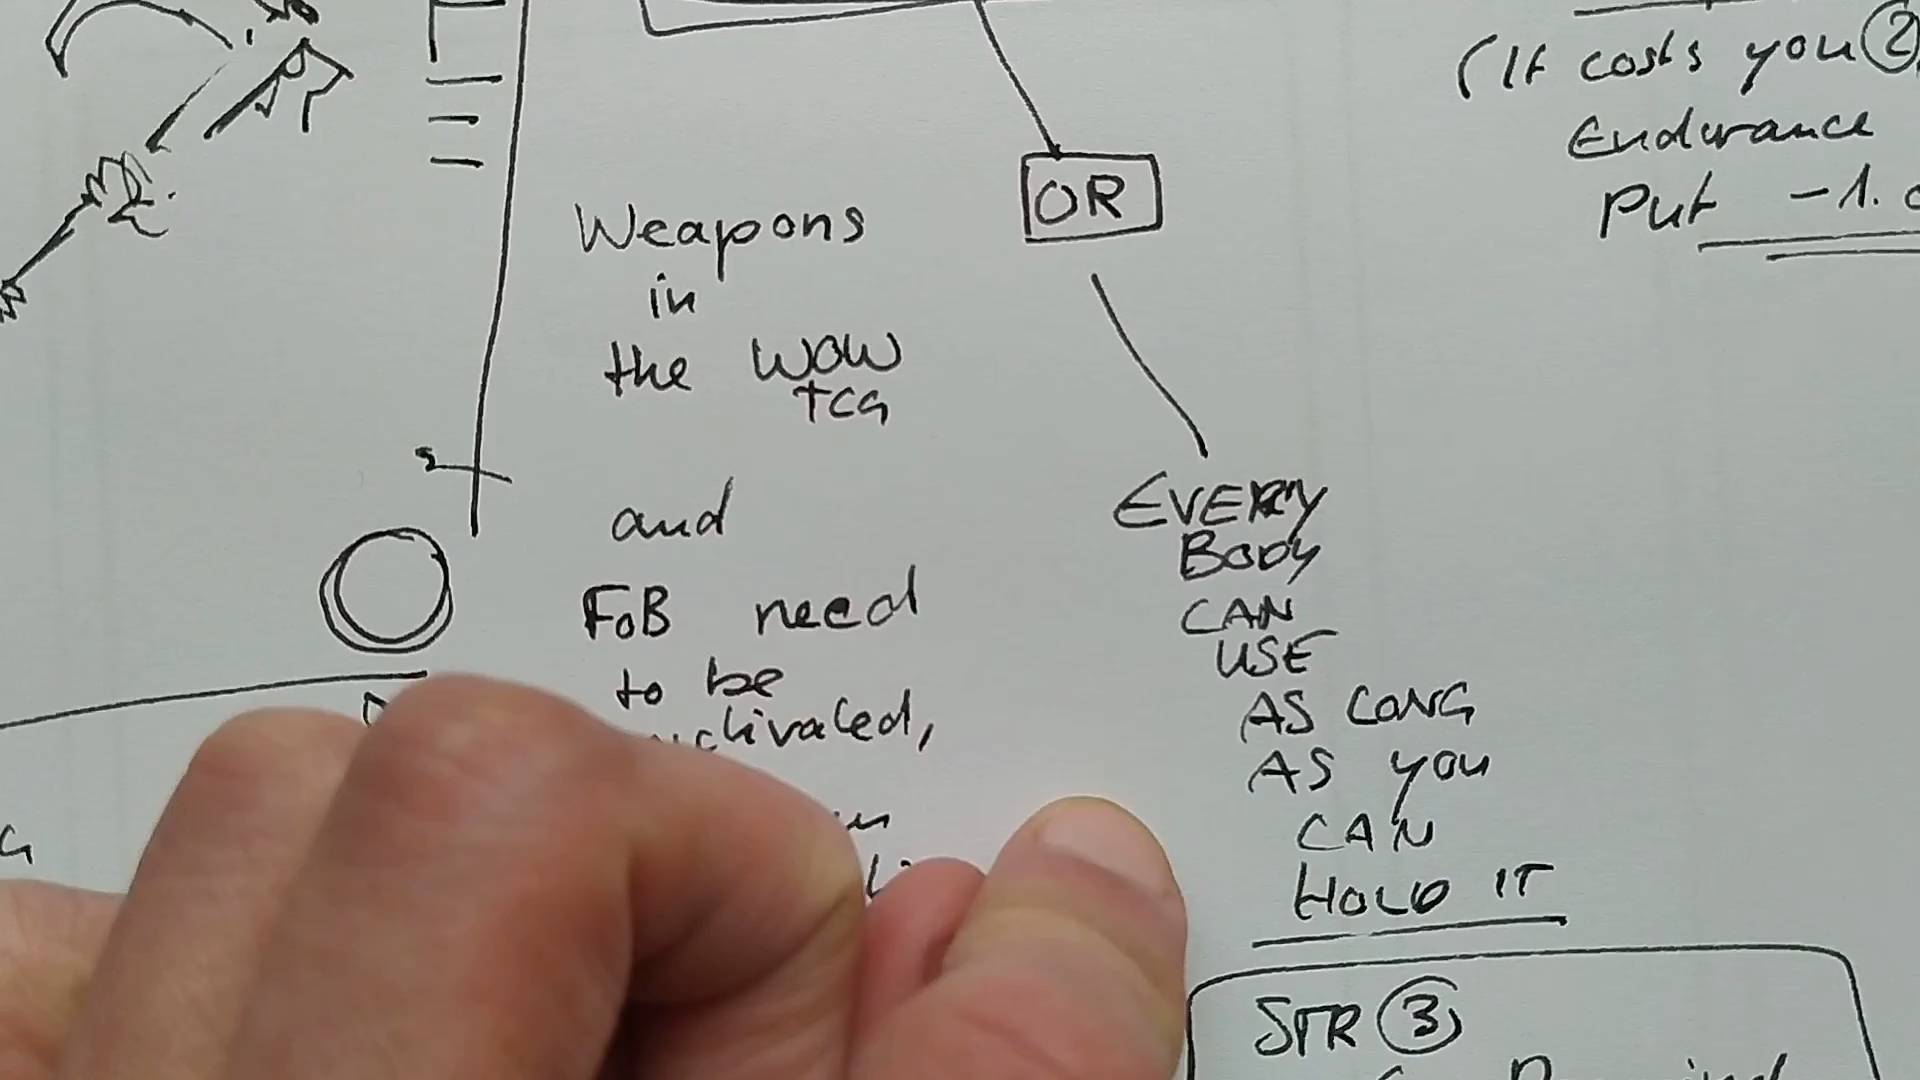 (It costs you 2
Endurance
Put -1.
OR
Weapons
in
the WOW
TCG
and
FoB need
to be
EVERY
BODY
CAN
USE
AS LONG
AS you
CAN
HOLD IT
STR 3